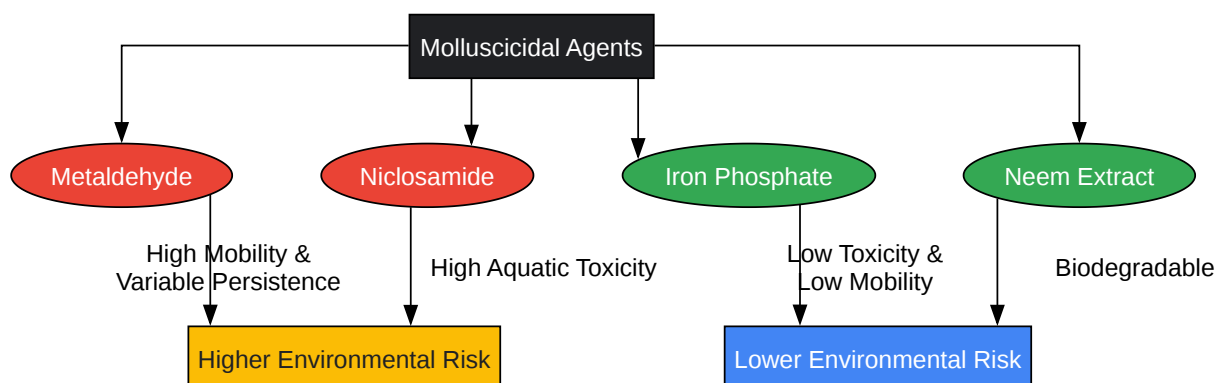 Molluscicidal Agents
Metaldehyde
Niclosamide
Iron Phosphate
Neem Extract
High Mobility &
Variable Persistence
High Aquatic Toxicity
Low Toxicity &
Low Mobility
Biodegradable
Higher Environmental Risk
Lower Environmental Risk